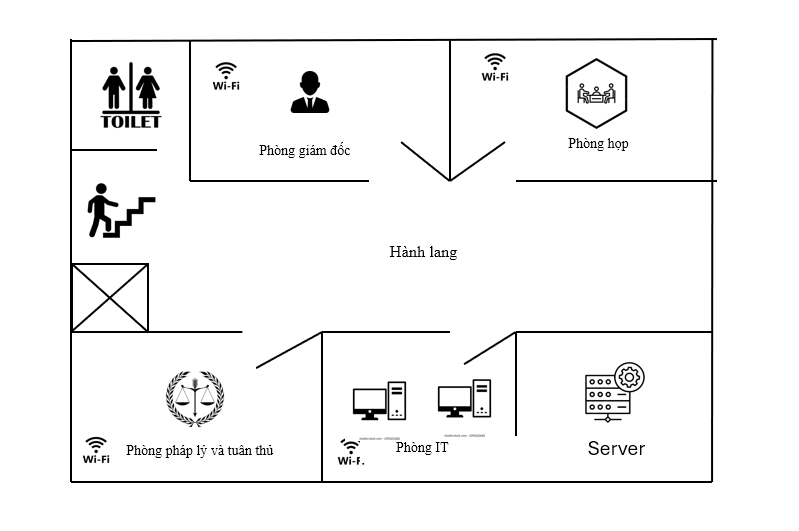 TOILET
Wi-Fi
Phòng giám đốc
Wi-Fi
Phòng họp
Hành lang
Wi-Fi
Phòng pháp lý và tuân thủ
Wi-F.
Phòng IT
Server